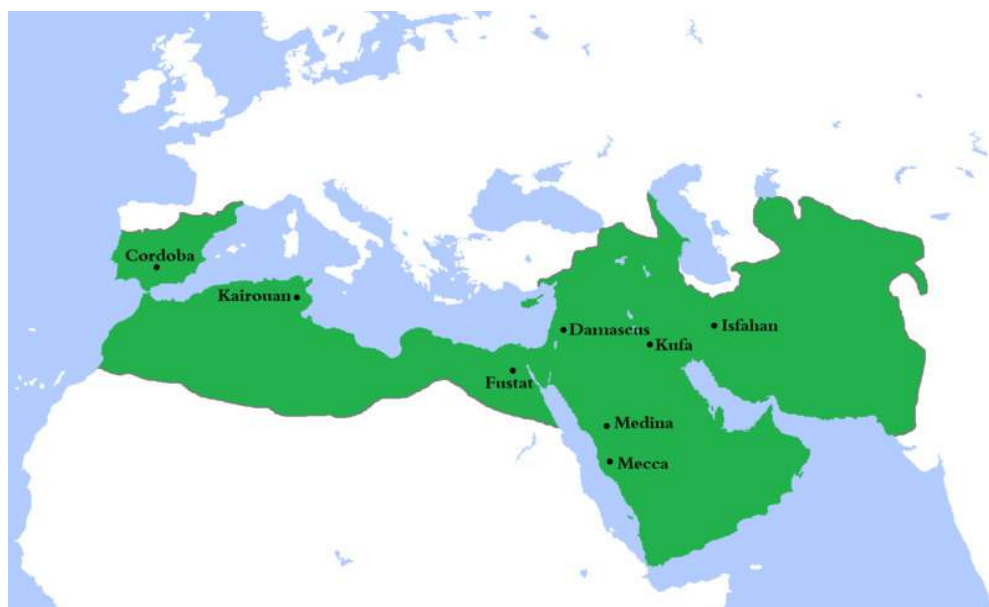 Cordoba
Kairouan
Damascus
Isfahan
Kufa
Fustat
Medina
Mecca